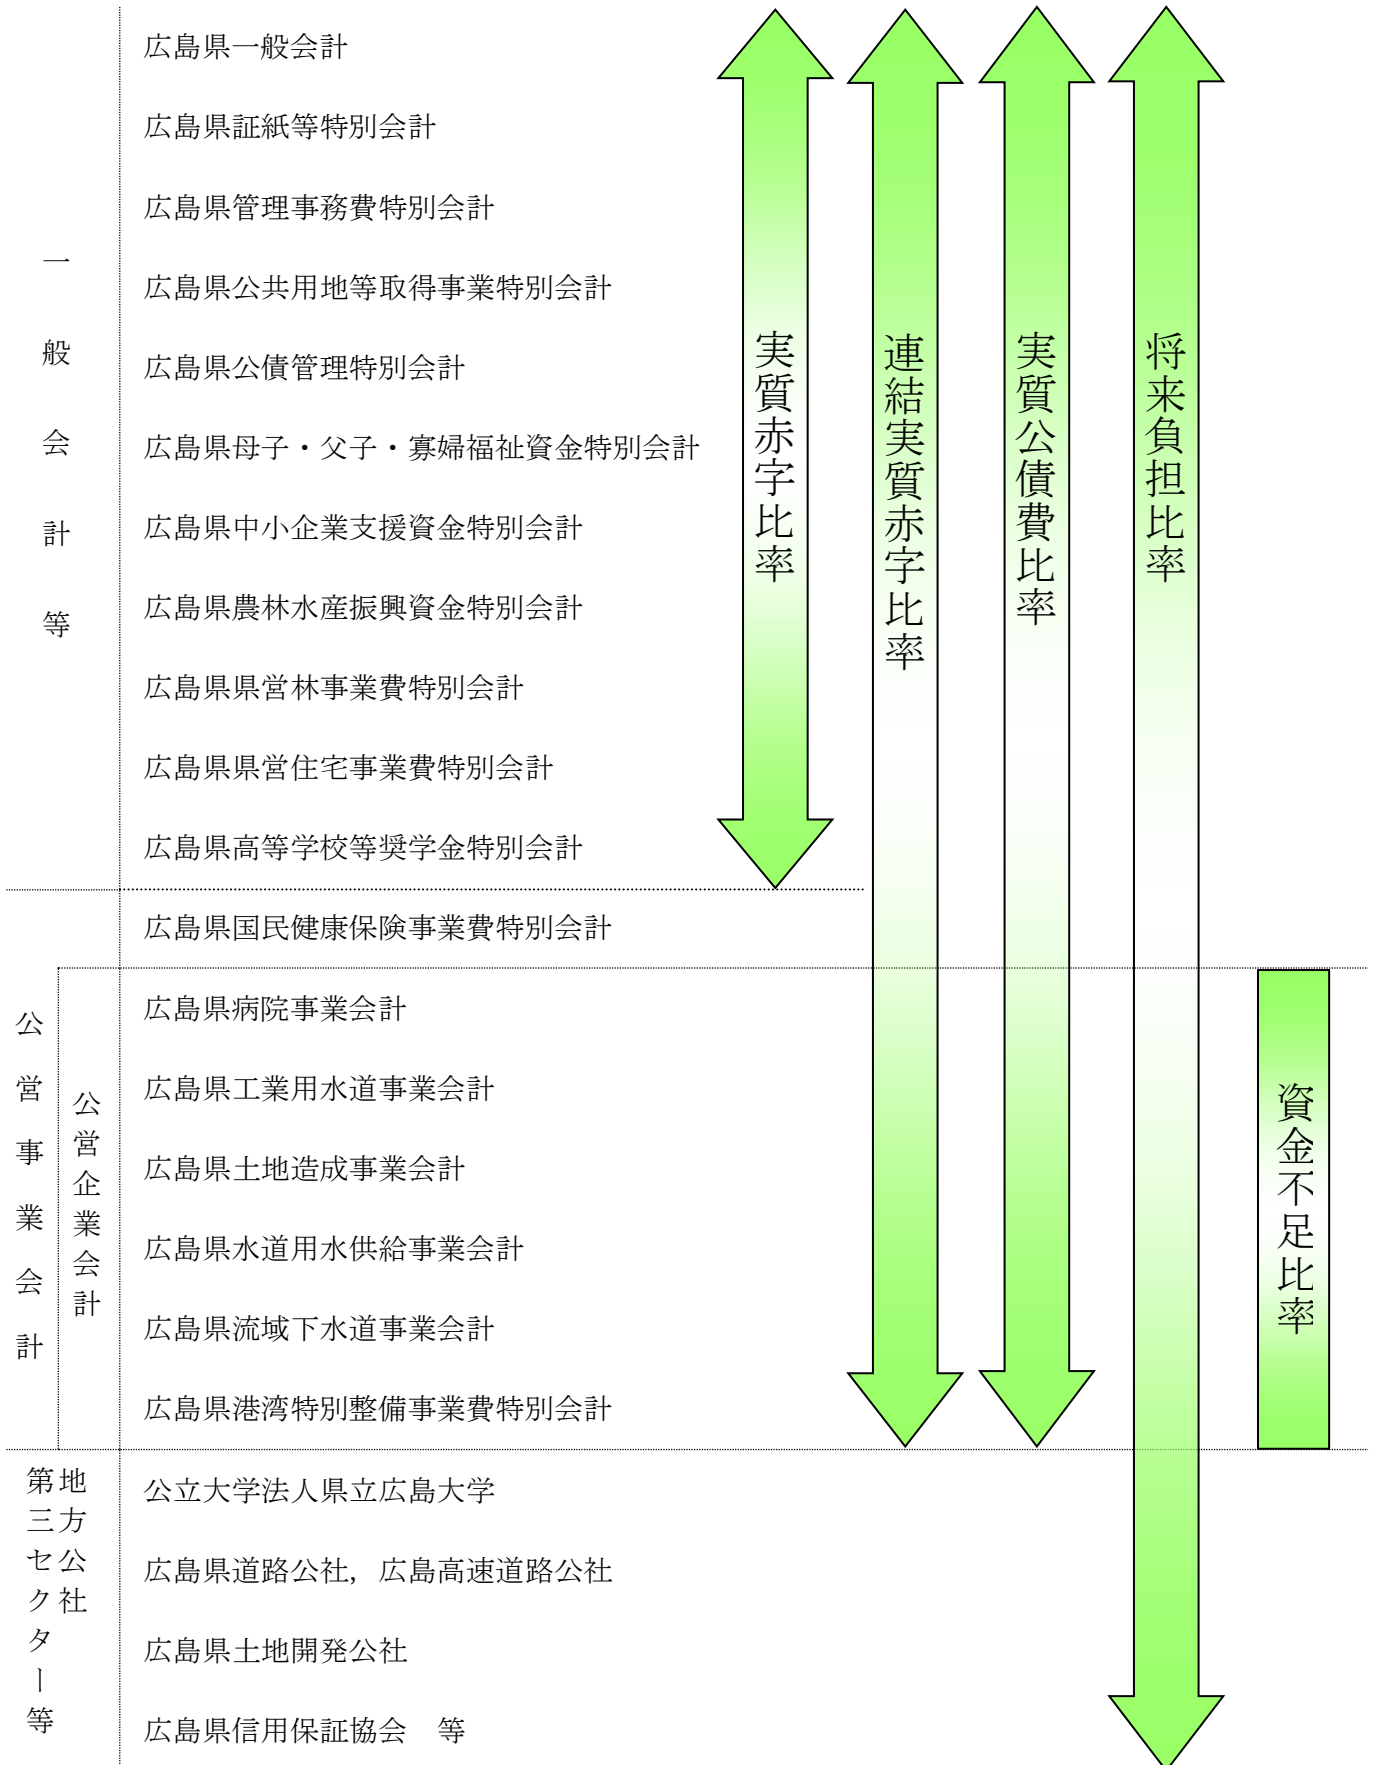 一般会計等
広島県一般会計
広島県証紙等特別会計
広島県管理事務費特別会計
広島県公共用地等取得事業特別会計
広島県公債管理特別会計
広島県母子・父子・寡婦福祉資金特別会計
広島県中小企業支援資金特別会計
広島県農林水産振興資金特別会計
広島県県営林事業費特別会計
広島県県営住宅事業費特別会計
広島県高等学校等奨学金特別会計
実質赤字比率
連結実質赤字比率
実質公債費比率
将来負担比率
公営事業会計
広島県国民健康保険事業費特別会計
公営企業会計
広島県病院事業会計
広島県工業用水道事業会計
広島県土地造成事業会計
広島県水道用水供給事業会計
広島県流域下水道事業会計
広島県港湾特別整備事業費特別会計
資金不足比率
地方公社
第三セクター等
公立大学法人県立広島大学
広島県道路公社，広島高速道路公社
広島県土地開発公社
広島県信用保証協会　等